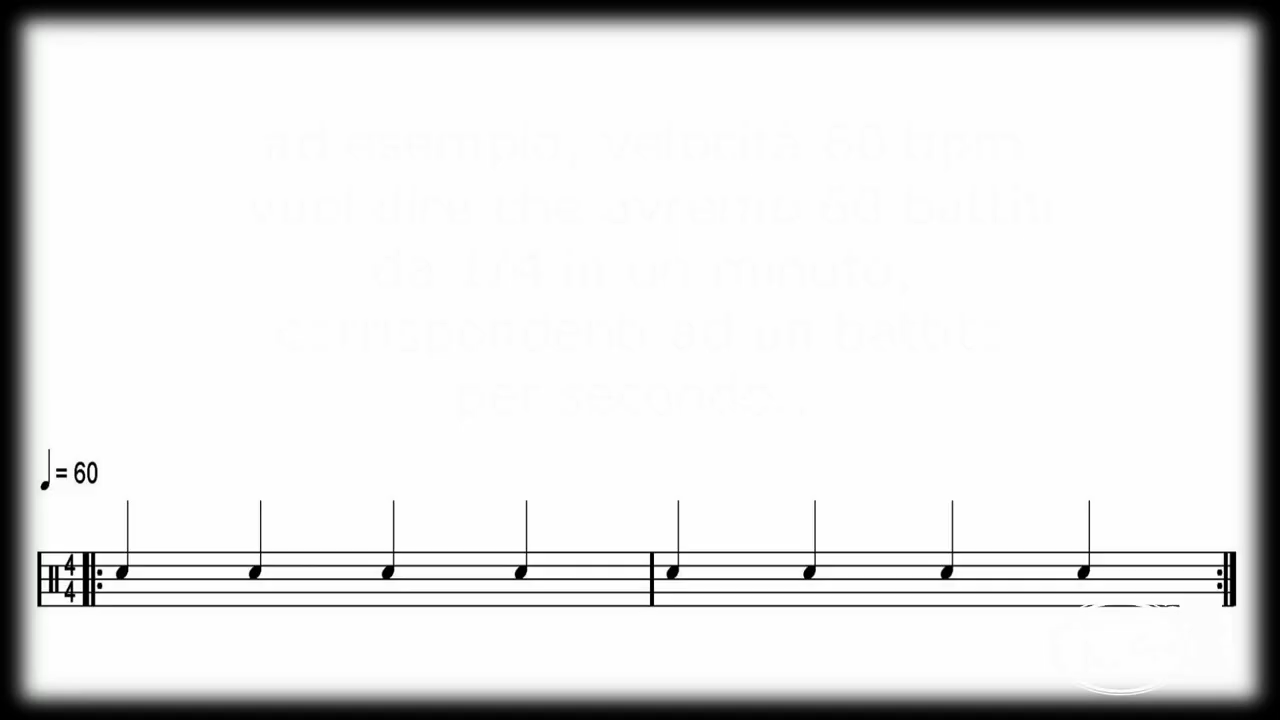 ad esempio, velocità 60 bpm
vuol dire che avremo 60 battiti
da 1/4 in un minuto,
corrispondenti ad un battito
per secondo..
♩ = 60
4
4